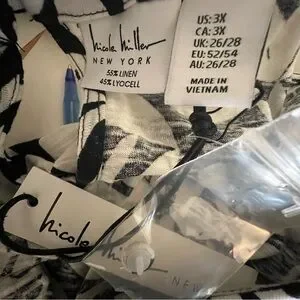 nicole miller
NEW YORK
55% LINEN
45% LYOCELL
US: 3X
CA: 3X
UK: 26/28
EU: 52/54
AU: 26/28
MADE IN
VIETNAM
nicole
NEW